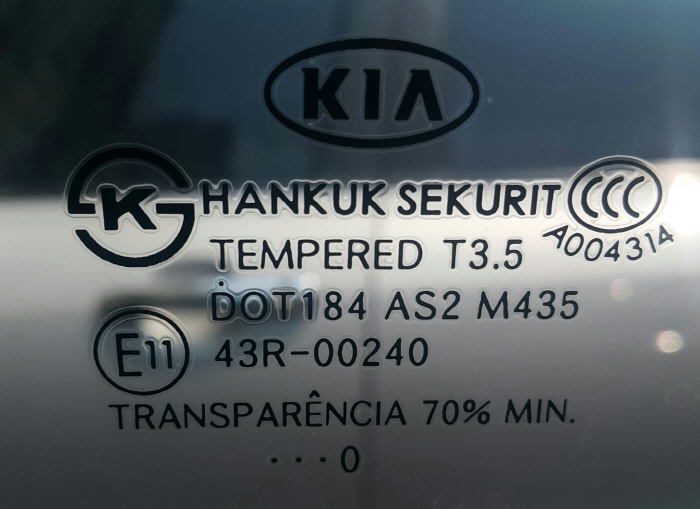 KIA
K HANKUK SEKURIT CCC
TEMPERED T3.5 A004314
DOT184 AS2 M435
E11 43R-00240
TRANSPARÊNCIA 70% MIN.
···0